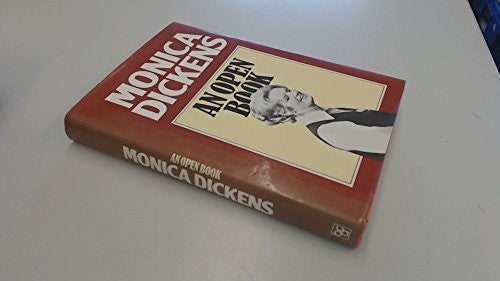 MONICA
DICKENS
AN OPEN
BOOK
AN OPEN BOOK
MONICA DICKENS